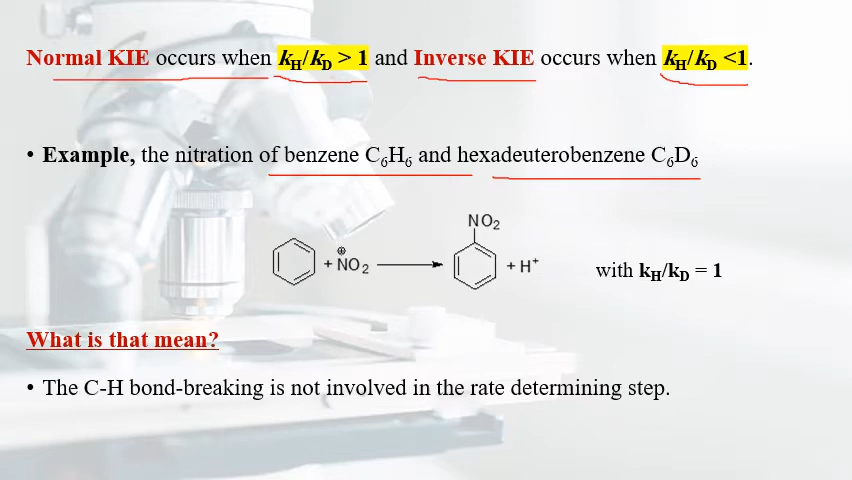 Normal KIE occurs when kH/kD > 1 and Inverse KIE occurs when kH/kD <1.
• Example, the nitration of benzene C₆H₆ and hexadeuterobenzene C₆D₆
NO₂
+ ⊕NO₂ → + H⁺ with kH/kD = 1
What is that mean?
• The C-H bond-breaking is not involved in the rate determining step.